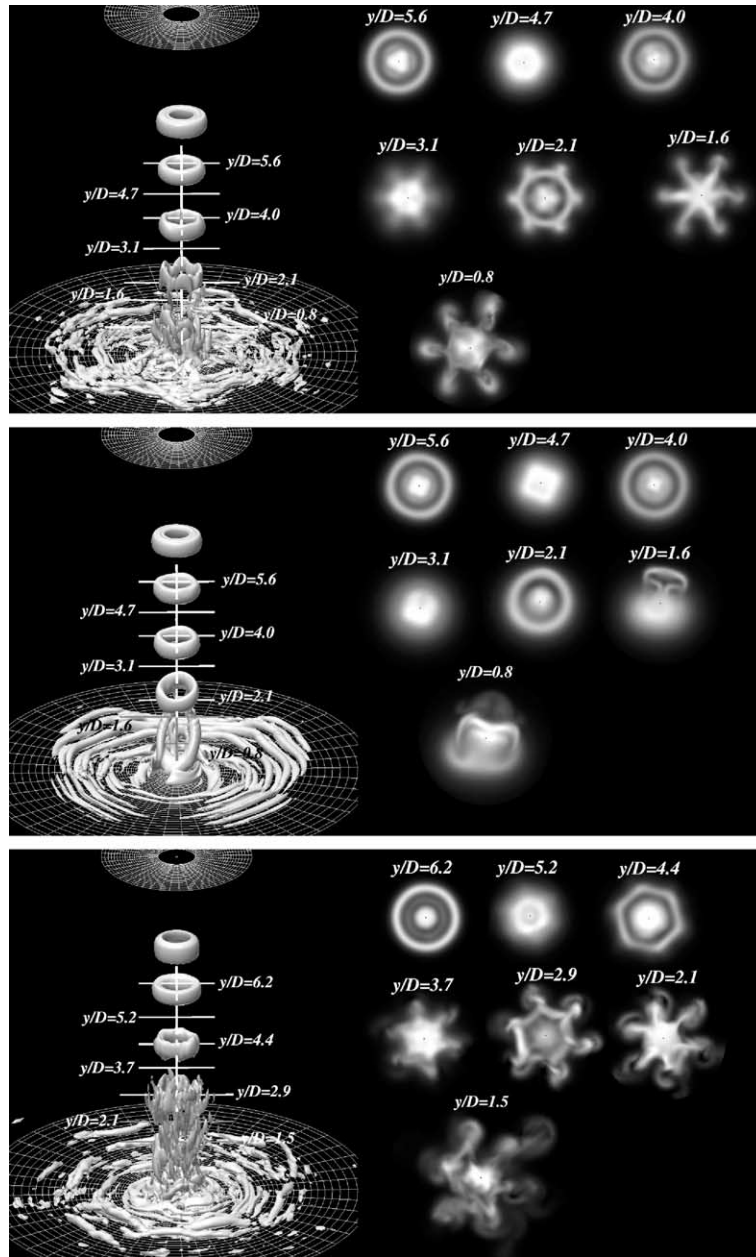 y/D=5.6 y/D=4.7 y/D=4.0
y/D=3.1 y/D=2.1 y/D=1.6
y/D=0.8
y/D=5.6
y/D=4.7
y/D=4.0
y/D=3.1
y/D=2.1
y/D=1.6
y/D=0.8
y/D=5.6 y/D=4.7 y/D=4.0
y/D=3.1 y/D=2.1 y/D=1.6
y/D=0.8
y/D=5.6
y/D=4.7
y/D=4.0
y/D=3.1
y/D=2.1
y/D=1.6
y/D=0.8
y/D=6.2 y/D=5.2 y/D=4.4
y/D=3.7 y/D=2.9 y/D=2.1
y/D=1.5
y/D=6.2
y/D=5.2
y/D=4.4
y/D=3.7
y/D=2.9
y/D=2.1
y/D=1.5